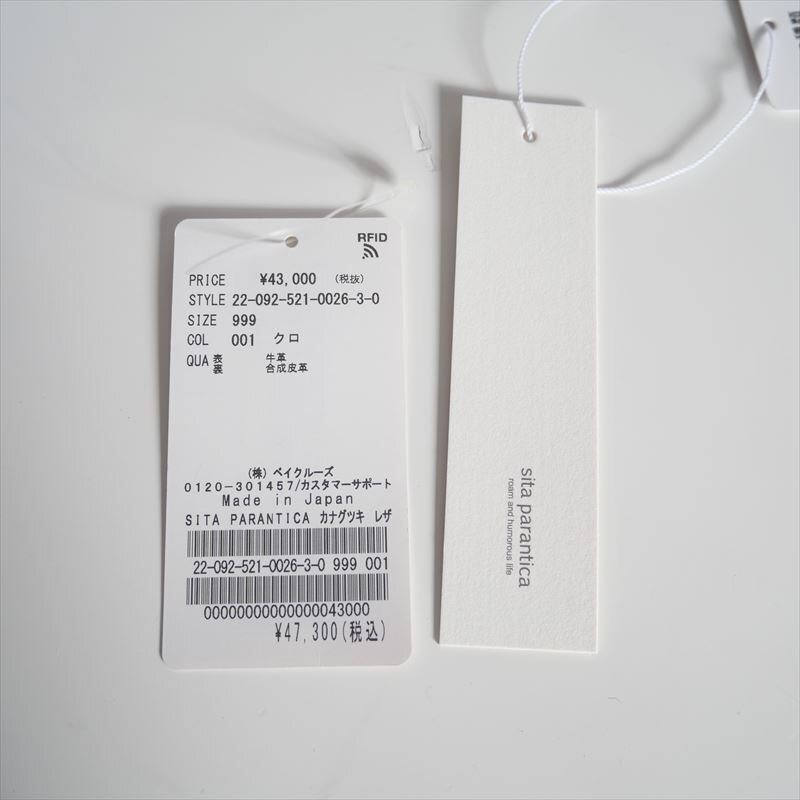 RFID
PRICE ¥43,000 (税抜)
STYLE 22-092-521-0026-3-0
SIZE 999
COL 001 クロ
QUA 表 牛革
裏 合成皮革
(株) ベイクルーズ
0120-301457/カスタマーサポート
Made in Japan
SITA PARANTICA カナグツキ レザ
22-092-521-0026-3-0 999 001
00000000000000043000
¥47,300(税込)
sita parantica
roam and humorous life